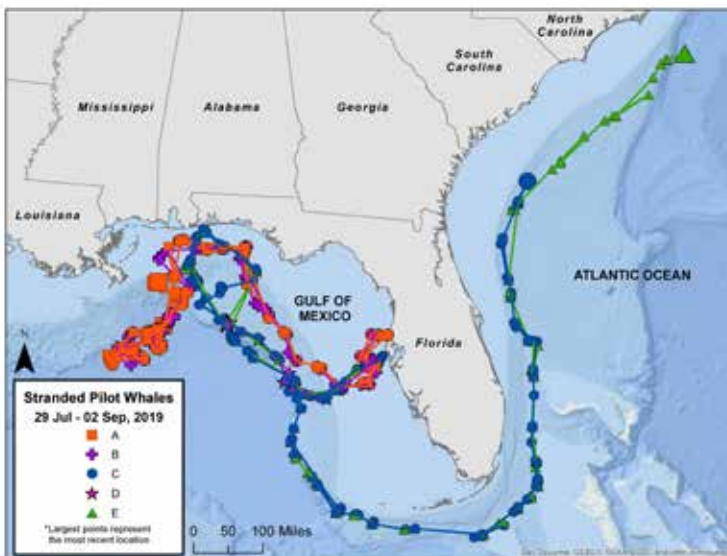 North
Carolina
South
Carolina
Mississippi
Alabama
Georgia
Louisiana
ATLANTIC OCEAN
GULF OF
MEXICO
Florida
N
Stranded Pilot Whales
29 Jul - 02 Sep, 2019
A
B
C
D
E
*Largest points represent
the most recent location
0 50 100 Miles